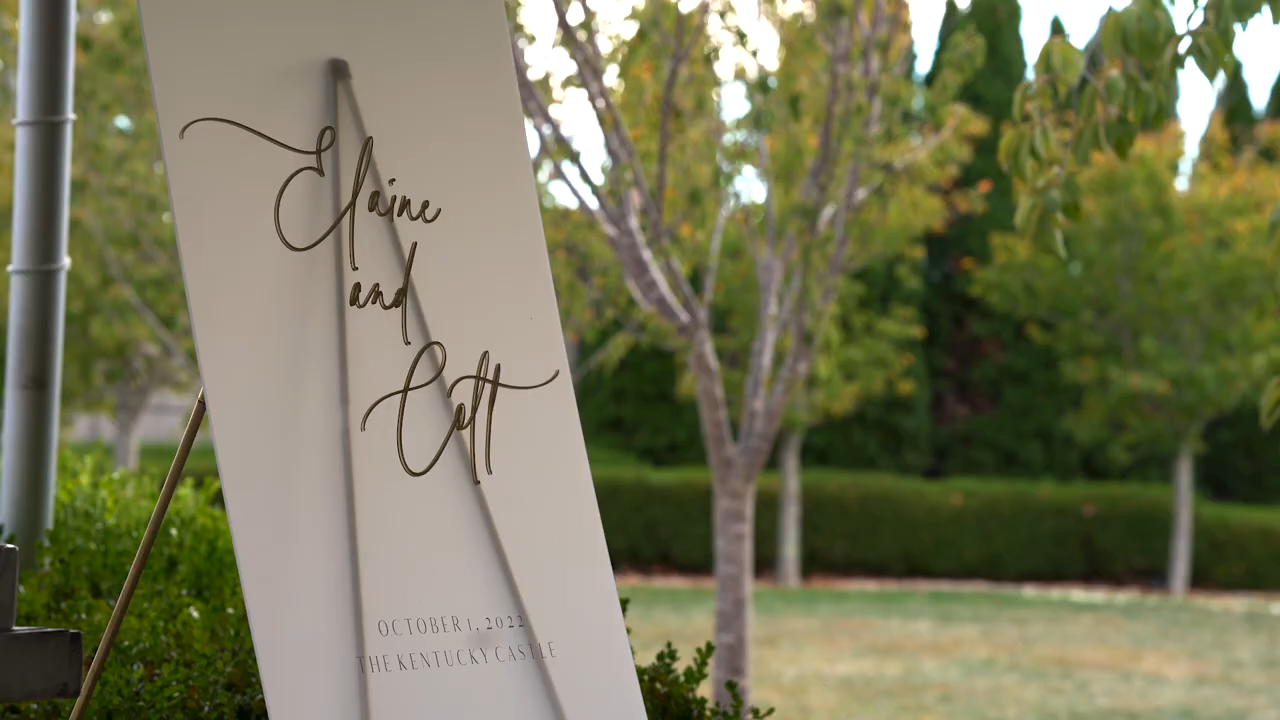 Elaine
and
Colt
OCTOBER 1, 2022
THE KENTUCKY CASTLE